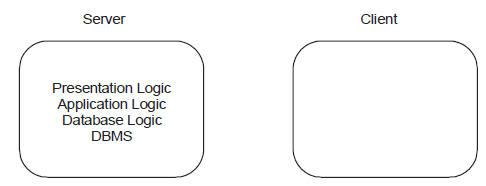 Server
Client
Presentation Logic
Application Logic
Database Logic
DBMS